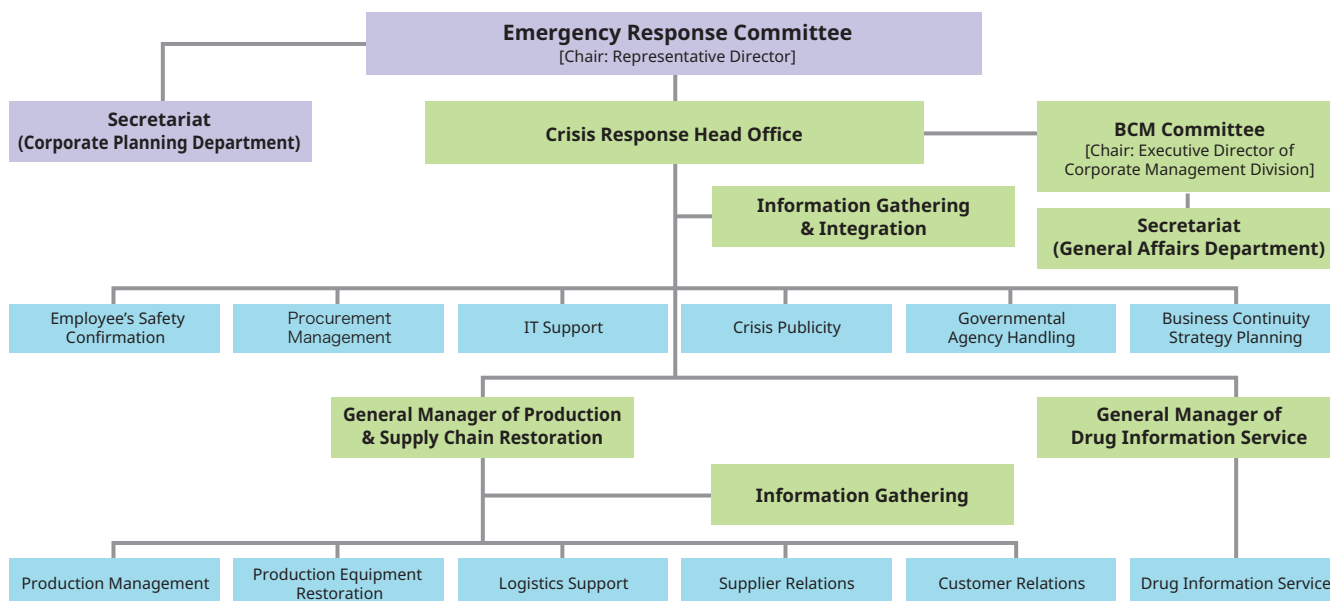 Emergency Response Committee
[Chair: Representative Director]
Secretariat
(Corporate Planning Department)
Crisis Response Head Office
BCM Committee
[Chair: Executive Director of
Corporate Management Division]
Information Gathering
& Integration
Secretariat
(General Affairs Department)
Employee’s Safety
Confirmation
Procurement
Management
IT Support
Crisis Publicity
Governmental
Agency Handling
Business Continuity
Strategy Planning
General Manager of Production
& Supply Chain Restoration
General Manager of
Drug Information Service
Information Gathering
Production Management
Production Equipment
Restoration
Logistics Support
Supplier Relations
Customer Relations
Drug Information Service